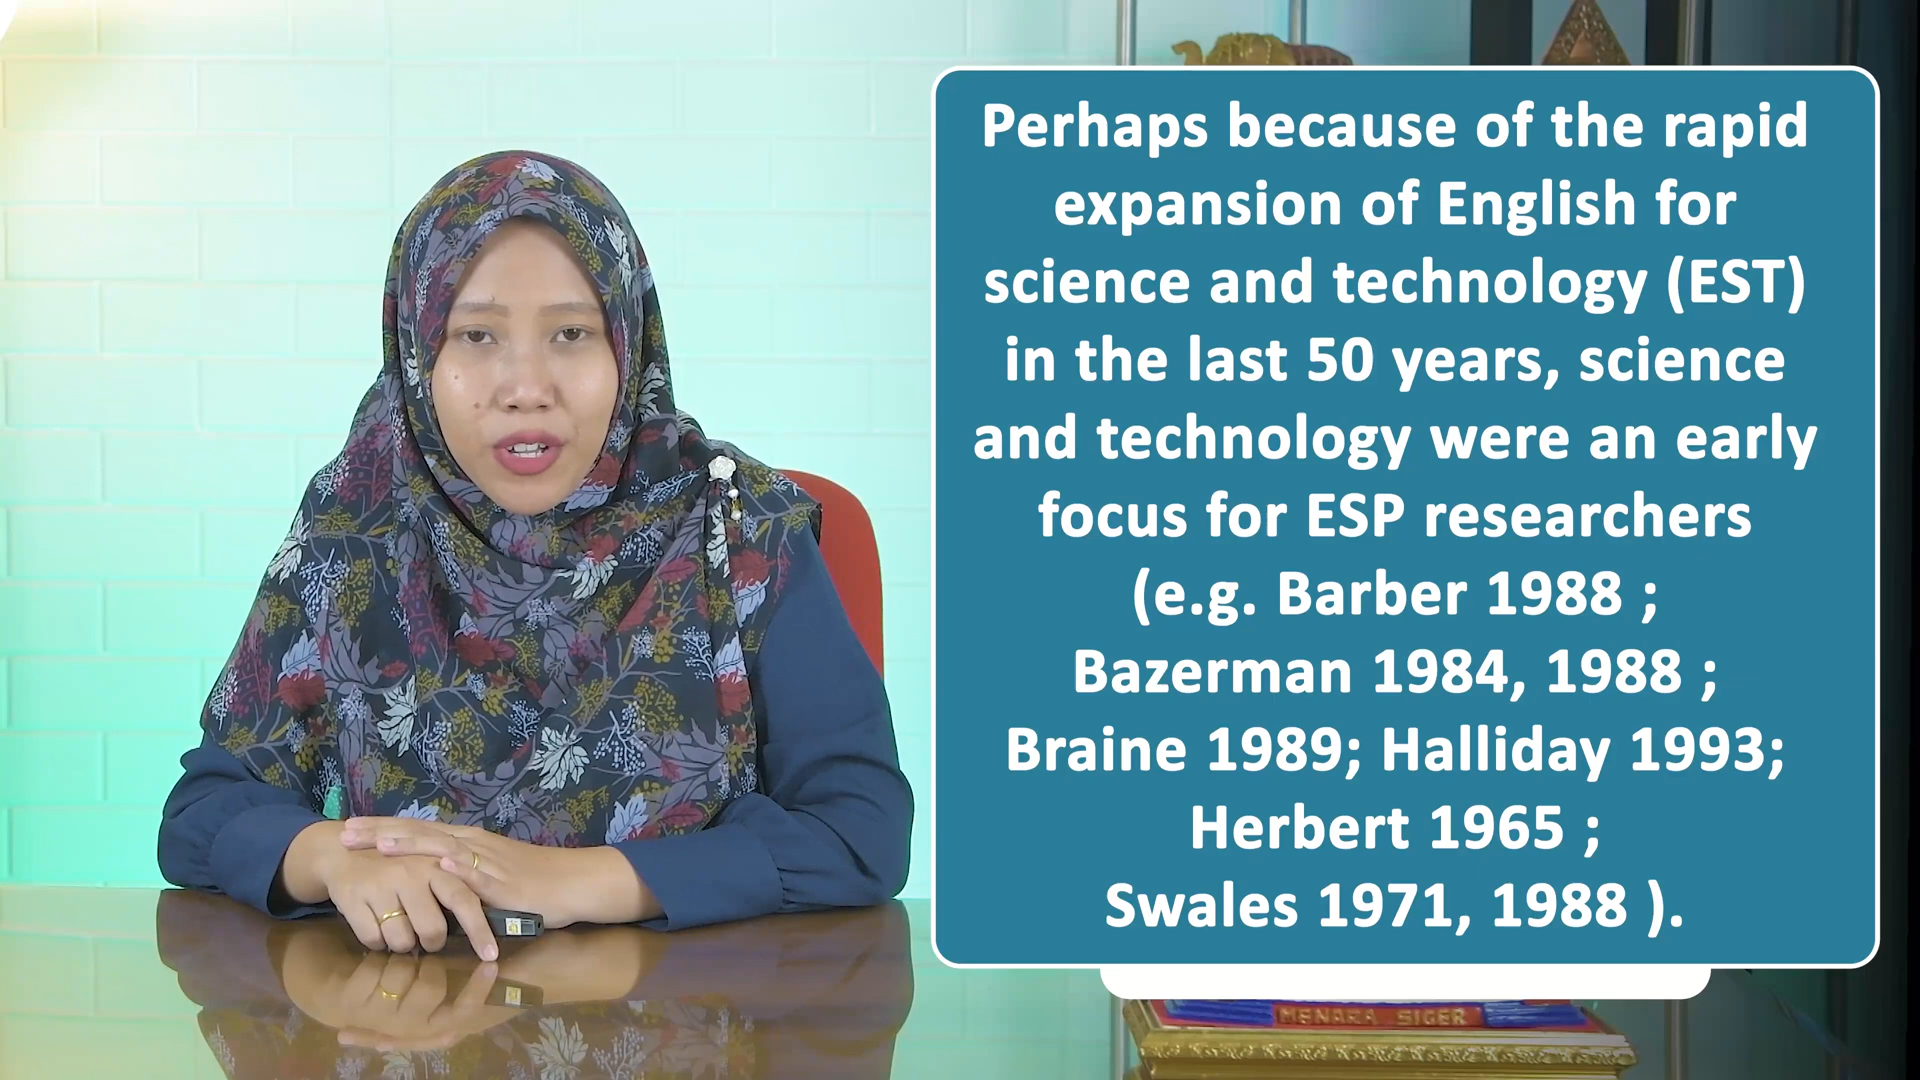 Perhaps because of the rapid
expansion of English for
science and technology (EST)
in the last 50 years, science
and technology were an early
focus for ESP researchers
(e.g. Barber 1988 ;
Bazerman 1984, 1988 ;
Braine 1989; Halliday 1993;
Herbert 1965 ;
Swales 1971, 1988 ).
MENARA SIGER